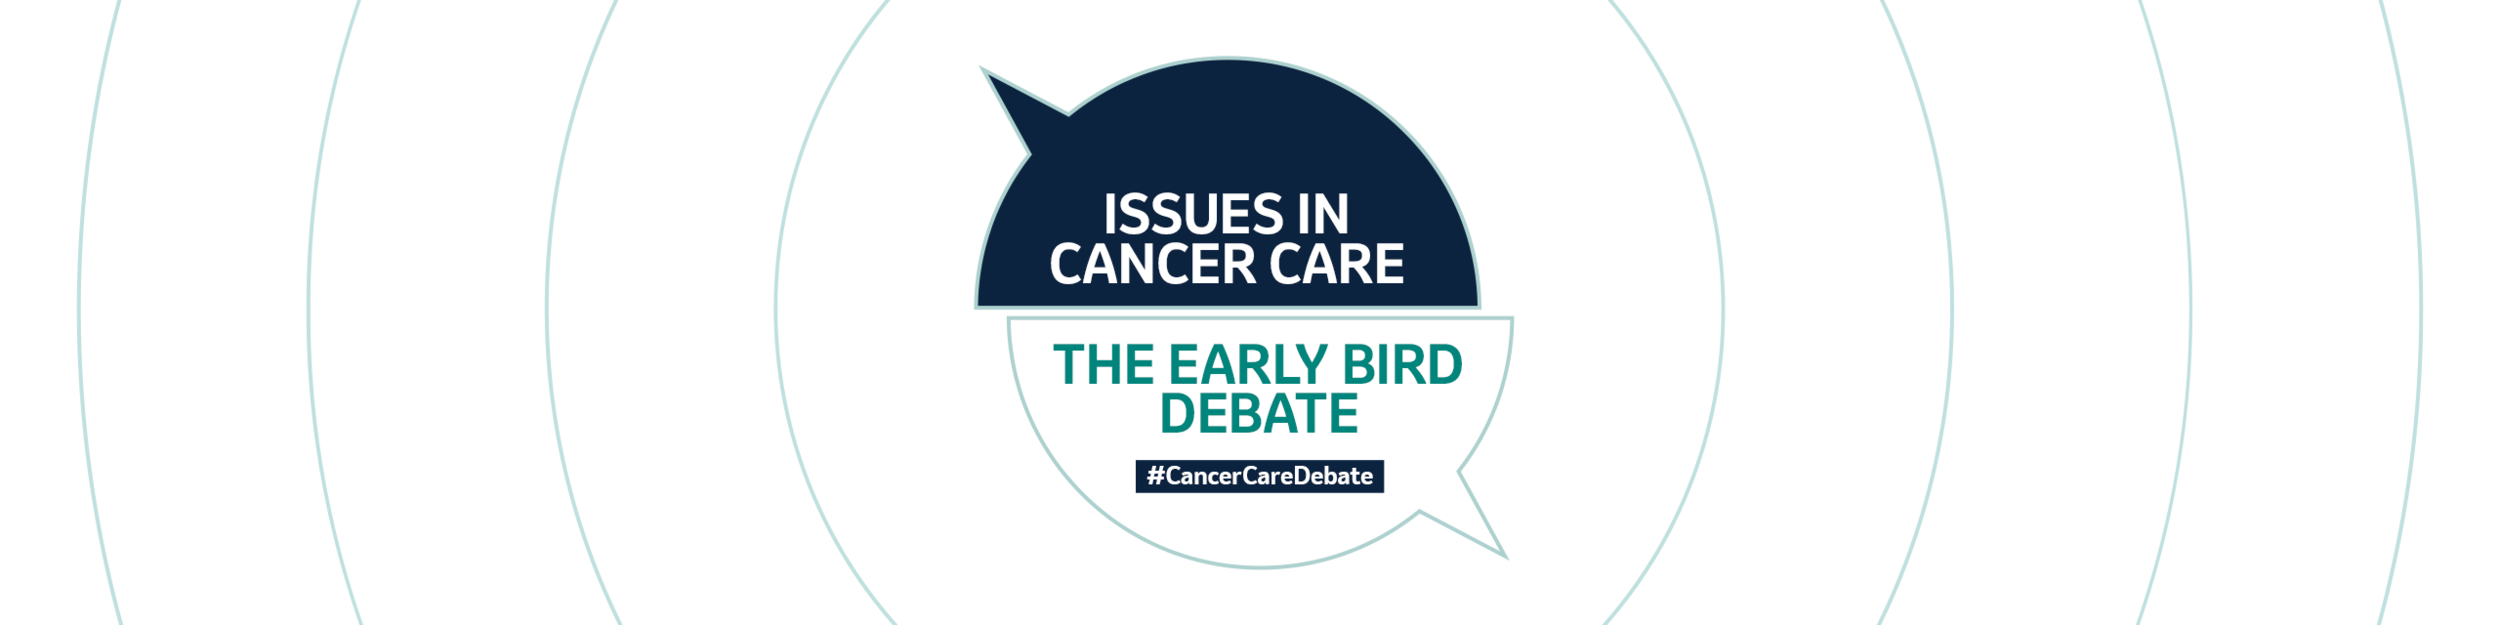 ISSUES IN
CANCER CARE
THE EARLY BIRD
DEBATE
#CancerCareDebate